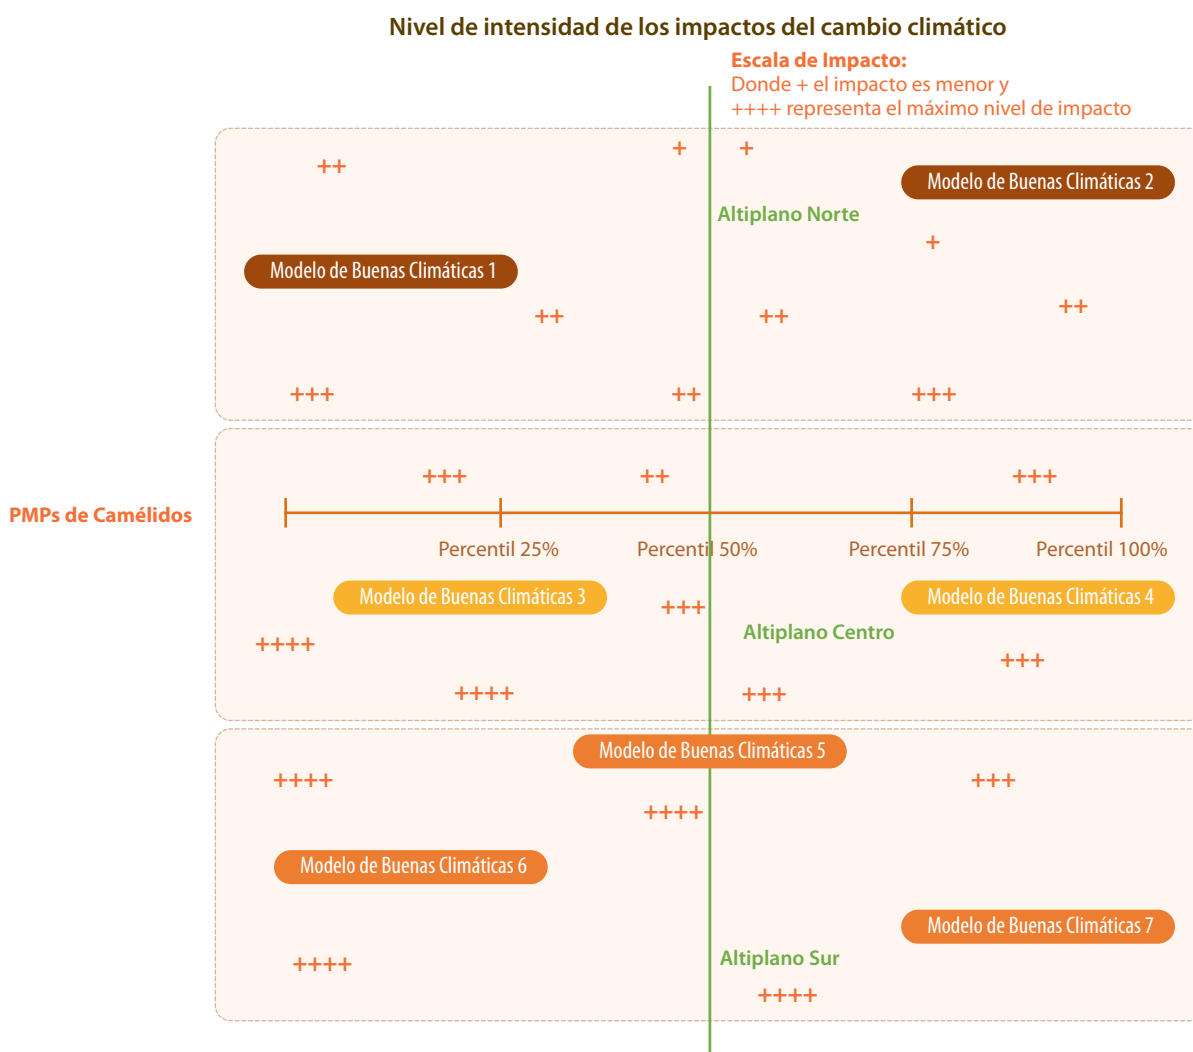 Nivel de intensidad de los impactos del cambio climático
Escala de Impacto:
Donde + el impacto es menor y
++++ representa el máximo nivel de impacto
+ +
++
Modelo de Buenas Climáticas 2
Altiplano Norte
+
Modelo de Buenas Climáticas 1
++
++ ++
+++ ++ +++
+++ ++ +++
PMPs de Camélidos
Percentil 25% Percentil 50% Percentil 75% Percentil 100%
Modelo de Buenas Climáticas 3 Modelo de Buenas Climáticas 4
+++
Altiplano Centro
++++
+++
++++ +++
Modelo de Buenas Climáticas 5
++++ +++
++++
Modelo de Buenas Climáticas 6
Modelo de Buenas Climáticas 7
Altiplano Sur
++++
++++